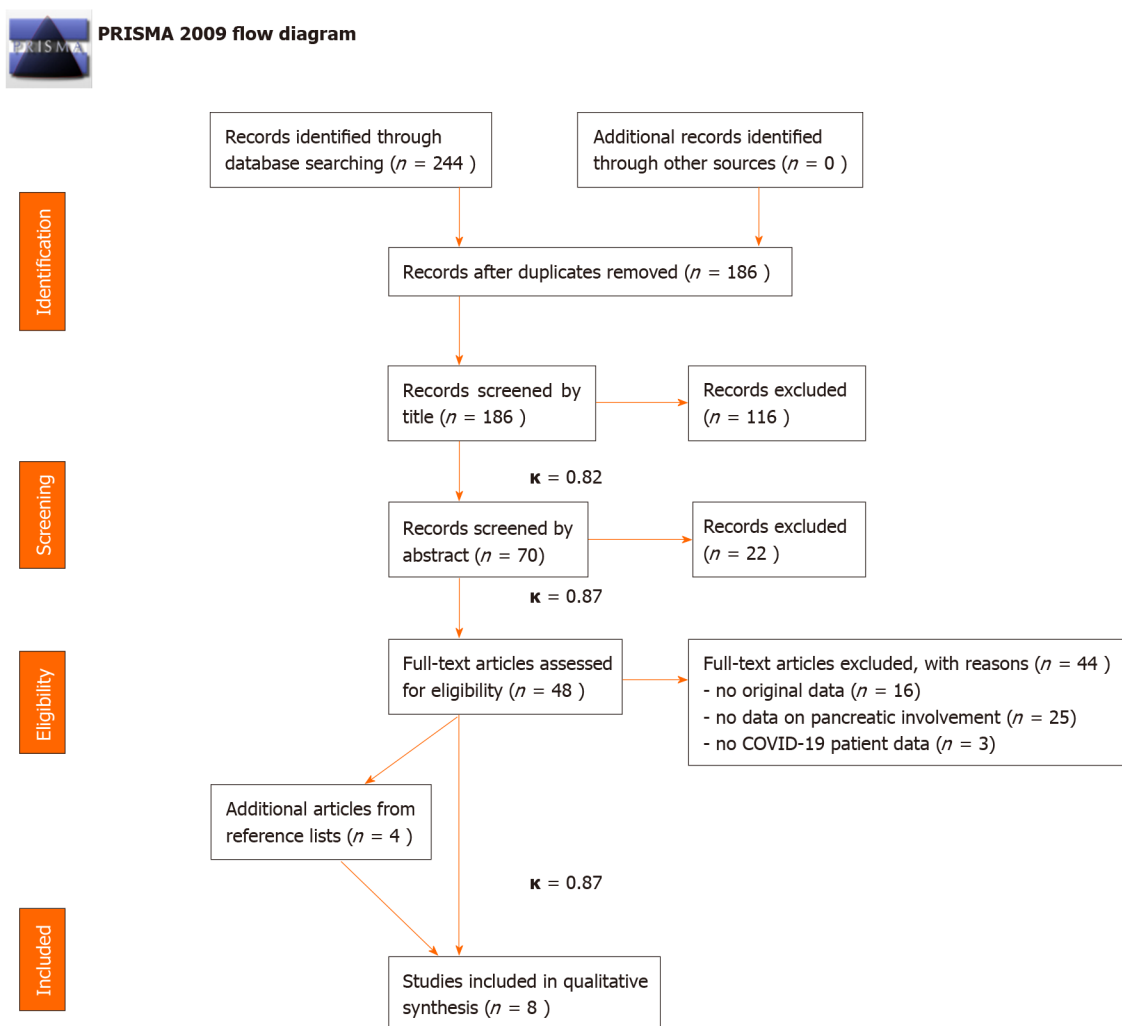 PRISMA
PRISMA 2009 flow diagram
Records identified through
database searching (n = 244 )
Additional records identified
through other sources (n = 0 )
Identification
Records after duplicates removed (n = 186 )
Records screened by
title (n = 186 )
Records excluded
(n = 116 )
κ = 0.82
Screening
Records screened by
abstract (n = 70)
Records excluded
(n = 22 )
κ = 0.87
Eligibility
Full-text articles assessed
for eligibility (n = 48 )
Full-text articles excluded, with reasons (n = 44 )
- no original data (n = 16)
- no data on pancreatic involvement (n = 25)
- no COVID-19 patient data (n = 3)
Additional articles from
reference lists (n = 4 )
κ = 0.87
Included
Studies included in qualitative
synthesis (n = 8 )